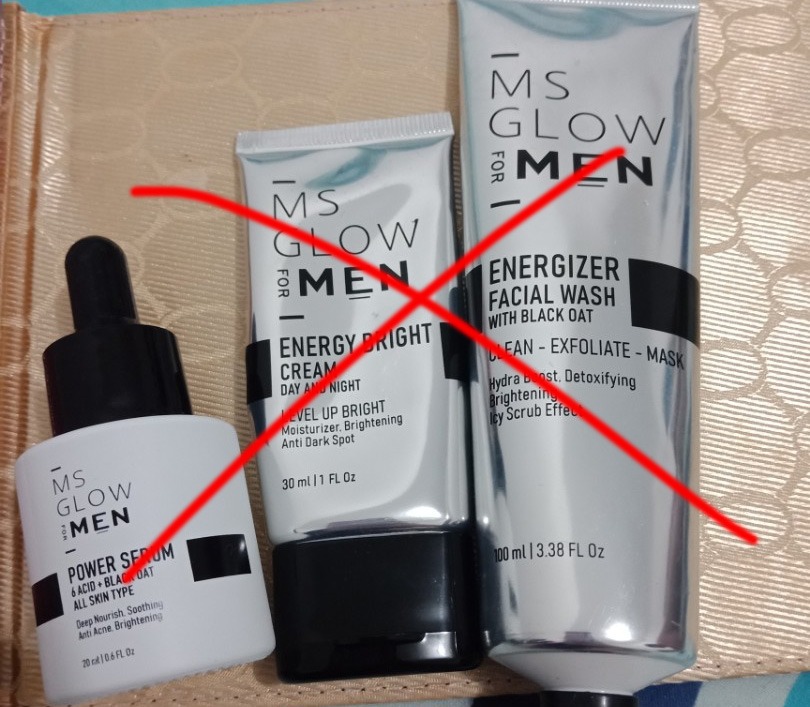 MS
GLOW
FOR MEN
POWER SERUM
6 ACID + BLACK OAT
ALL SKIN TYPE
Deep Nourish, Soothing
Anti Acne, Brightening
20 ml | 0.6 FL Oz
MS
GLOW
FOR MEN
ENERGY BRIGHT
CREAM
DAY AND NIGHT
LEVEL UP BRIGHT
Moisturizer, Brightening
Anti Dark Spot
30 ml | 1 FL Oz
MS
GLOW
FOR MEN
ENERGIZER
FACIAL WASH
WITH BLACK OAT
CLEAN - EXFOLIATE - MASK
Hydra Boost, Detoxifying
Brightening
Icy Scrub Effect
100 ml | 3.38 FL Oz